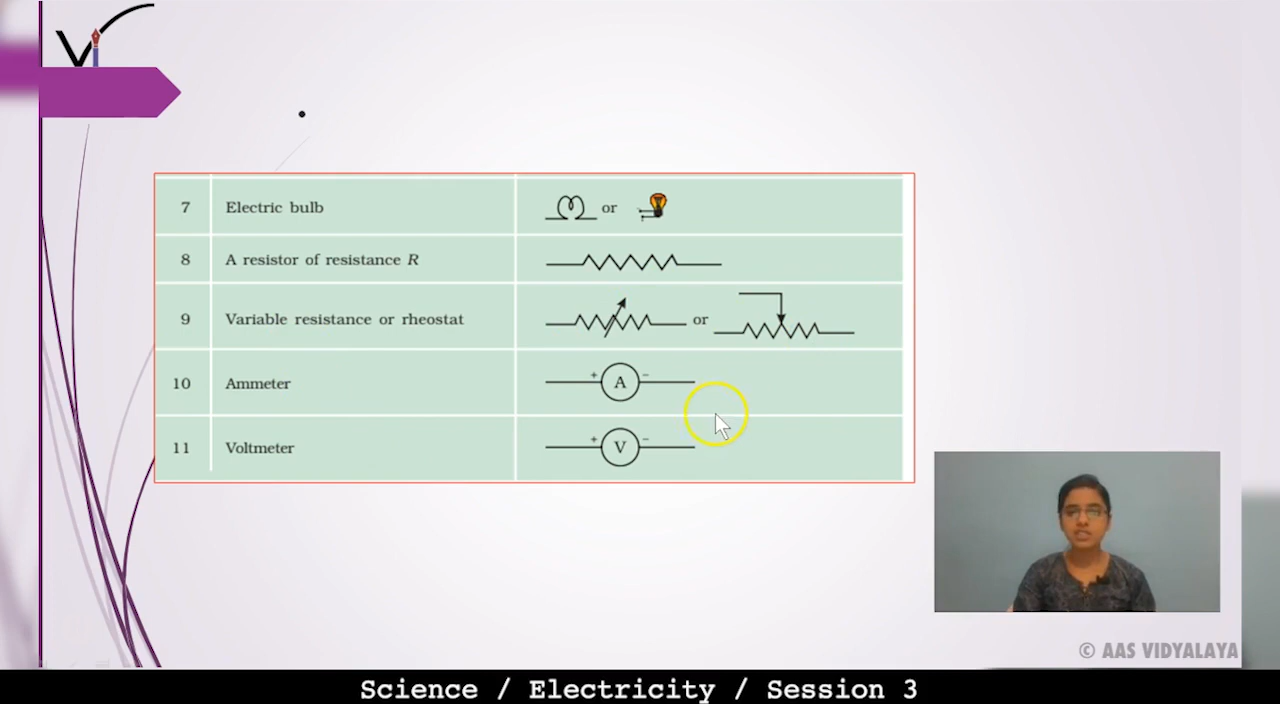 7 Electric bulb or
8 A resistor of resistance R
9 Variable resistance or rheostat or
10 Ammeter + A −
11 Voltmeter + V −
© AAS VIDYALAYA
Science / Electricity / Session 3